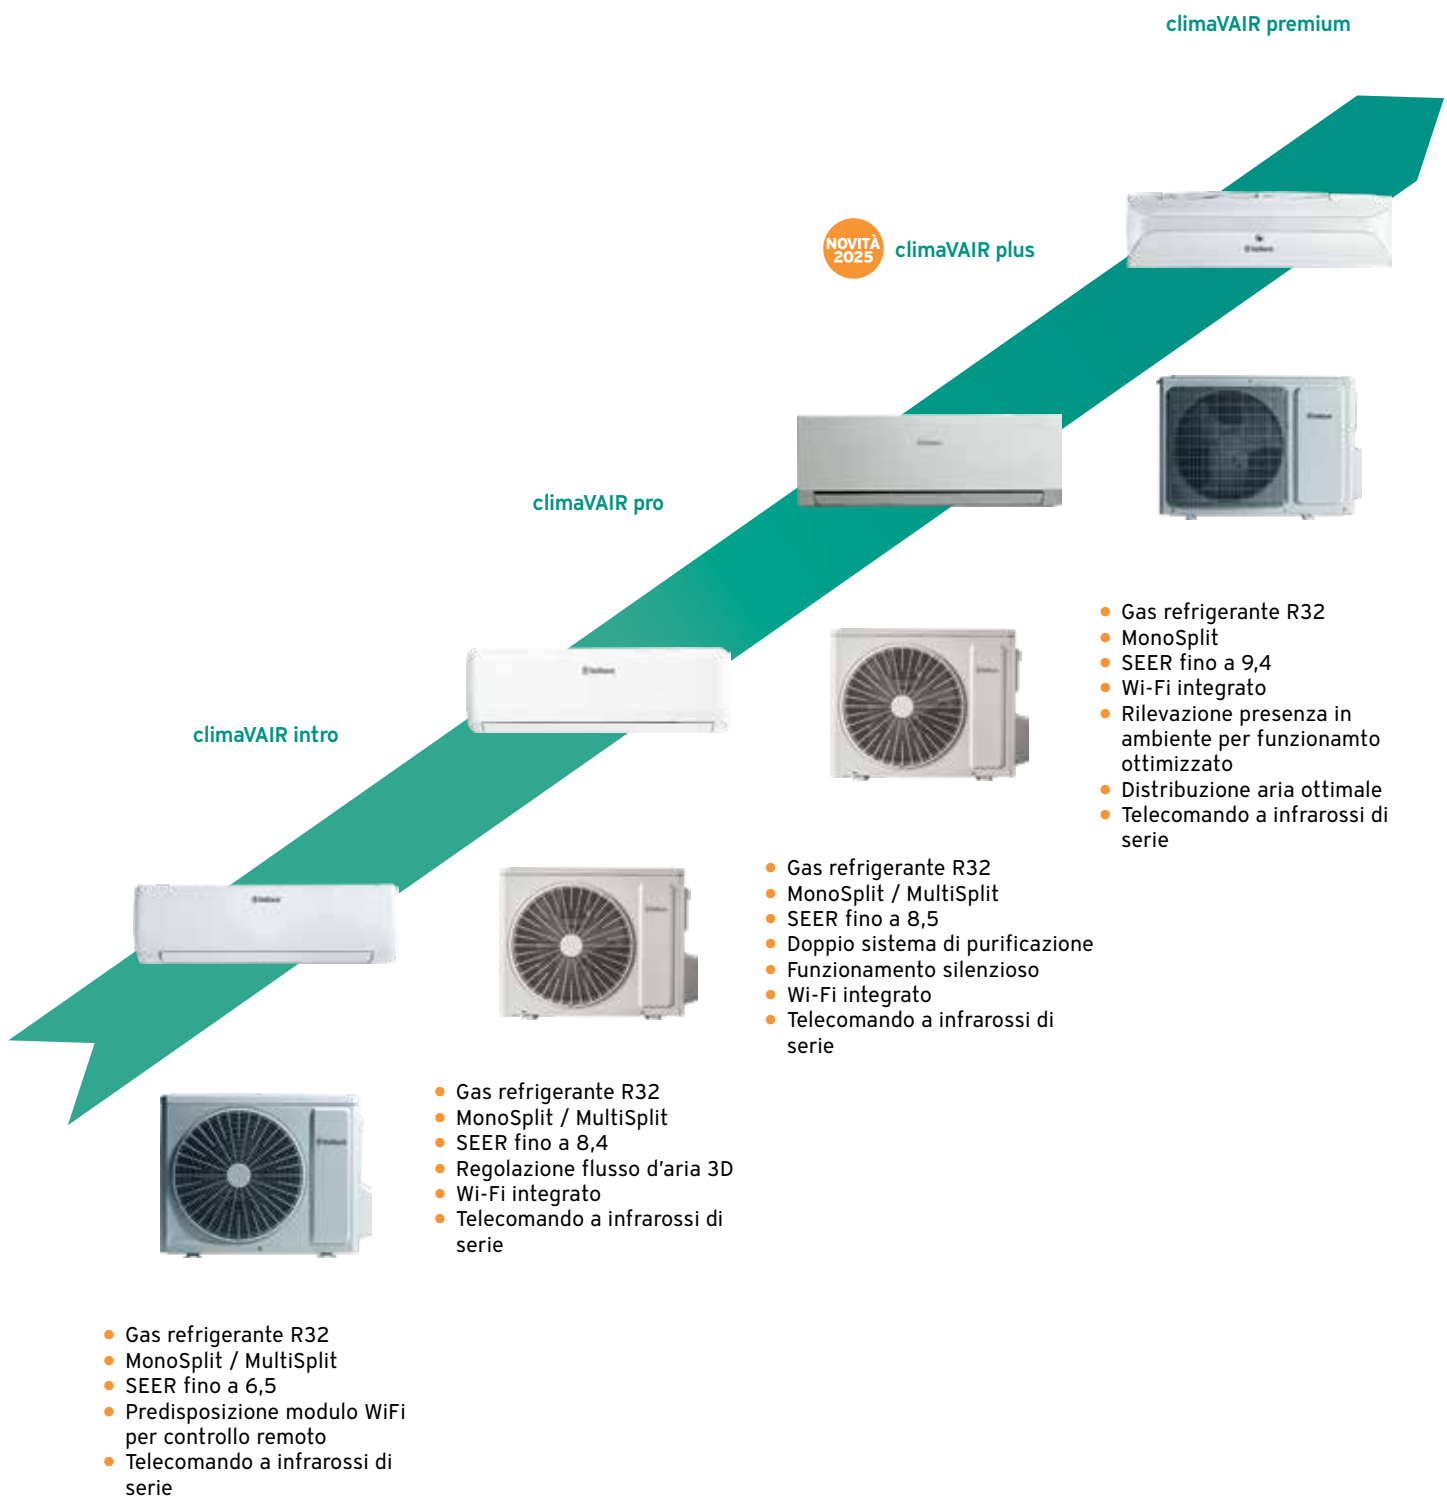 climaVAIR premium
NOVITÀ
2025
climaVAIR plus
climaVAIR pro
climaVAIR intro
Gas refrigerante R32
MonoSplit
SEER fino a 9,4
Wi-Fi integrato
Rilevazione presenza in
ambiente per funzionamto
ottimizzato
Distribuzione aria ottimale
Telecomando a infrarossi di
serie
Gas refrigerante R32
MonoSplit / MultiSplit
SEER fino a 8,5
Doppio sistema di purificazione
Funzionamento silenzioso
Wi-Fi integrato
Telecomando a infrarossi di
serie
Gas refrigerante R32
MonoSplit / MultiSplit
SEER fino a 8,4
Regolazione flusso d'aria 3D
Wi-Fi integrato
Telecomando a infrarossi di
serie
Gas refrigerante R32
MonoSplit / MultiSplit
SEER fino a 6,5
Predisposizione modulo WiFi
per controllo remoto
Telecomando a infrarossi di
serie